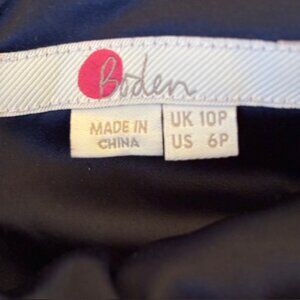 Boden
MADE IN
CHINA
UK 10P
US 6P